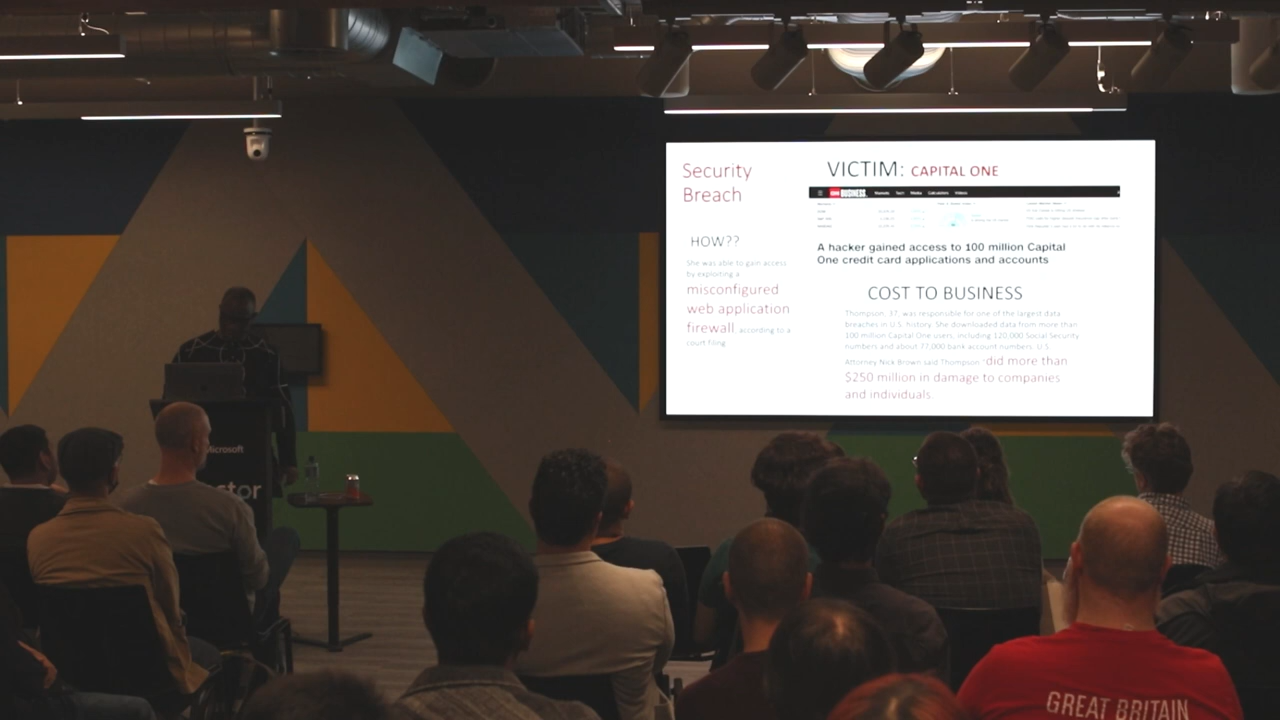 Security
Breach
VICTIM: CAPITAL ONE
BUSINESS
Markets Tech Media Calculators Videos
HOW??
She was able to gain access
by exploiting a
misconfigured
web application
firewall, according to a
court filing
A hacker gained access to 100 million Capital
One credit card applications and accounts
COST TO BUSINESS
Thompson, 37, was responsible for one of the largest data
breaches in U.S. history. She downloaded data from more than
100 million Capital One users, including 120,000 Social Security
numbers and about 77,000 bank account numbers. U.S.
Attorney Nick Brown said Thompson "did more than
$250 million in damage to companies
and individuals.
Microsoft
GREAT BRITAIN